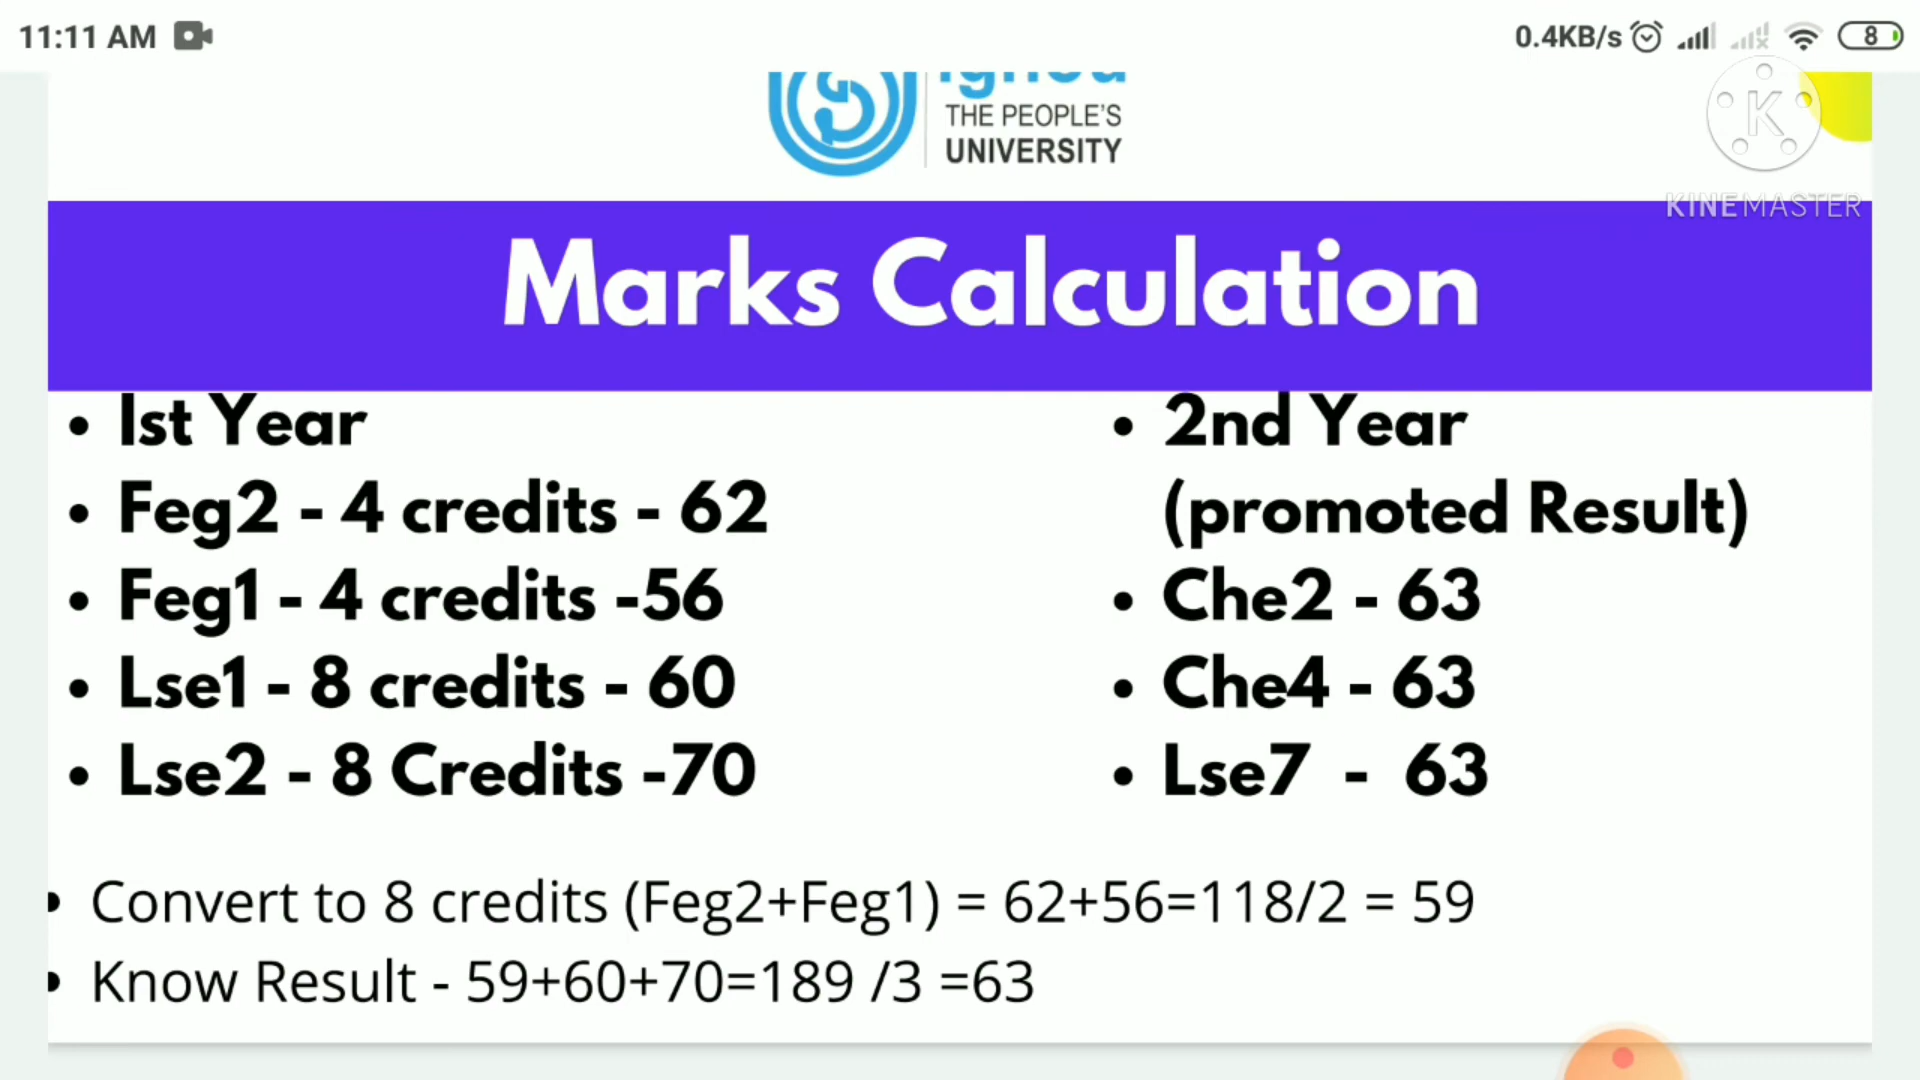 11:11 AM
0.4KB/s
8
THE PEOPLE'S
UNIVERSITY
K
KINEMASTER
Marks Calculation
• Ist Year
• Feg2 - 4 credits - 62
• Feg1 - 4 credits -56
• Lse1 - 8 credits - 60
• Lse2 - 8 Credits -70
• 2nd Year
(promoted Result)
• Che2 - 63
• Che4 - 63
• Lse7 - 63
• Convert to 8 credits (Feg2+Feg1) = 62+56=118/2 = 59
• Know Result - 59+60+70=189 /3 =63